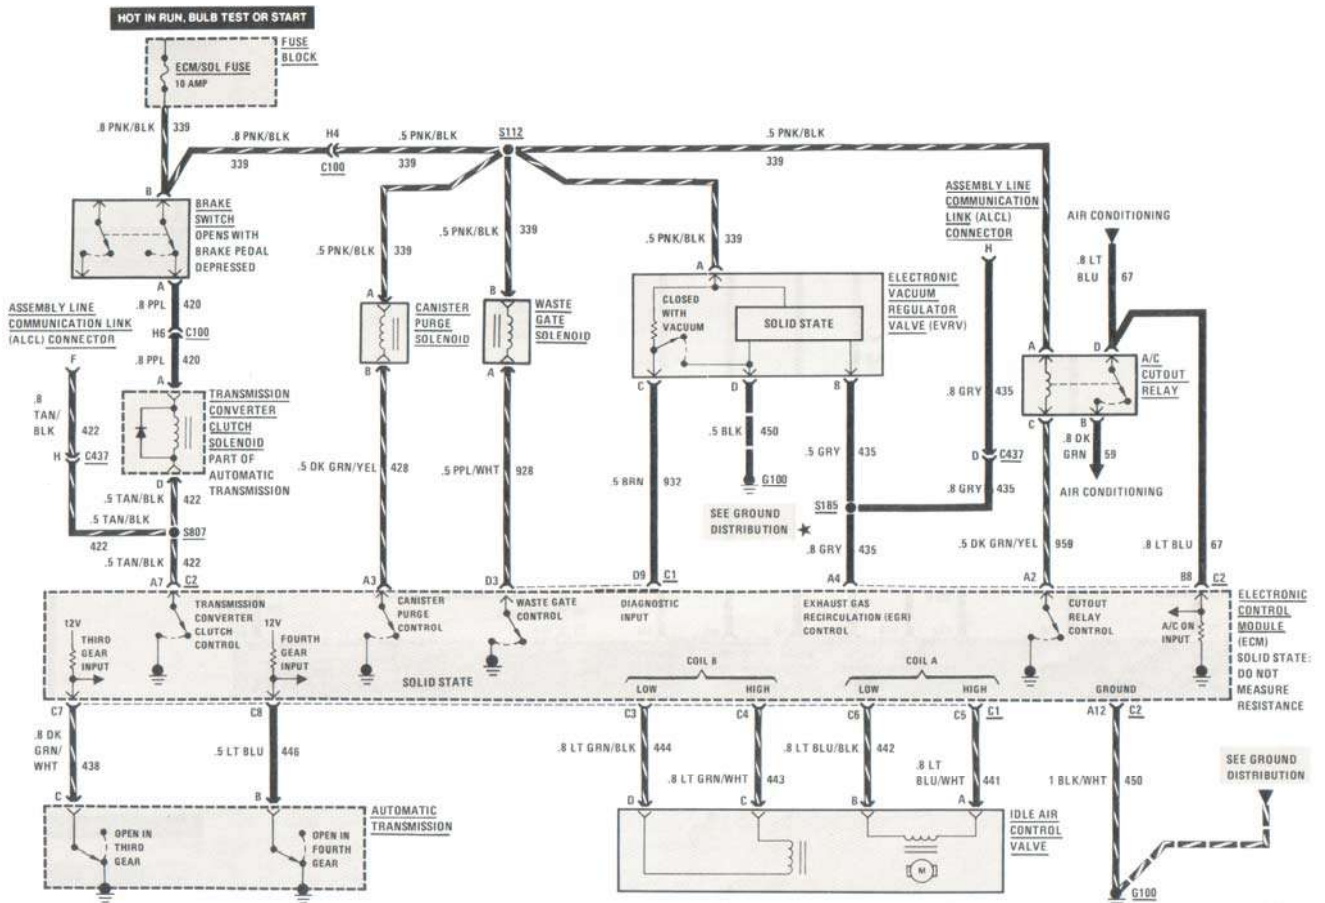 HOT IN RUN, BULB TEST OR START
FUSE
BLOCK
ECM/SOL FUSE
10 AMP
.8 PNK/BLK
339
.8 PNK/BLK
339
H4
C100
.5 PNK/BLK
339
S112
.5 PNK/BLK
339
B
BRAKE
SWITCH
OPENS WITH
BRAKE PEDAL
DEPRESSED
A
.8 PPL
420
H6
C100
.8 PPL
420
A
ASSEMBLY LINE
COMMUNICATION LINK
(ALCL) CONNECTOR
F
.8
TAN/
BLK
422
H
C437
TRANSMISSION
CONVERTER
CLUTCH
SOLENOID
PART OF
AUTOMATIC
TRANSMISSION
D
.5 TAN/BLK
422
.5 TAN/BLK
422
S807
.5 TAN/BLK
422
A7
C2
.5 PNK/BLK
339
A
CANISTER
PURGE
SOLENOID
B
.5 DK GRN/YEL
428
A3
.5 PNK/BLK
339
B
WASTE
GATE
SOLENOID
A
.5 PPL/WHT
928
D3
.5 PNK/BLK
339
A
ELECTRONIC
VACUUM
REGULATOR
VALVE (EVRV)
CLOSED
WITH
VACUUM
SOLID STATE
C
D
B
.5 BRN
932
D9
C1
.5 BLK
450
G100
SEE GROUND
DISTRIBUTION
.5 GRY
435
S185
.8 GRY
435
A4
ASSEMBLY LINE
COMMUNICATION
LINK (ALCL)
CONNECTOR
H
.8 GRY
435
D
C437
.8 GRY
435
AIR CONDITIONING
.8 LT
BLU
67
A
D
A/C
CUTOUT
RELAY
C
B
.8 DK
GRN
59
AIR CONDITIONING
.5 DK GRN/YEL
959
A2
.8 LT BLU
67
B8
C2
ELECTRONIC
CONTROL
MODULE
(ECM)
SOLID STATE:
DO NOT
MEASURE
RESISTANCE
12V
THIRD
GEAR
INPUT
TRANSMISSION
CONVERTER
CLUTCH
CONTROL
12V
FOURTH
GEAR
INPUT
CANISTER
PURGE
CONTROL
WASTE GATE
CONTROL
DIAGNOSTIC
INPUT
EXHAUST GAS
RECIRCULATION (EGR)
CONTROL
CUTOUT
RELAY
CONTROL
A/C ON
INPUT
SOLID STATE
COIL B
LOW
HIGH
COIL A
LOW
HIGH
GROUND
C7
C8
C3
C4
C6
C5
C1
A12
C2
.8 DK
GRN/
WHT
438
.5 LT BLU
446
.8 LT GRN/BLK
444
.8 LT GRN/WHT
443
.8 LT BLU/BLK
442
.8 LT
BLU/WHT
441
1 BLK/WHT
450
SEE GROUND
DISTRIBUTION
C
B
AUTOMATIC
TRANSMISSION
OPEN IN
THIRD
GEAR
OPEN IN
FOURTH
GEAR
D
C
B
A
IDLE AIR
CONTROL
VALVE
M
G100